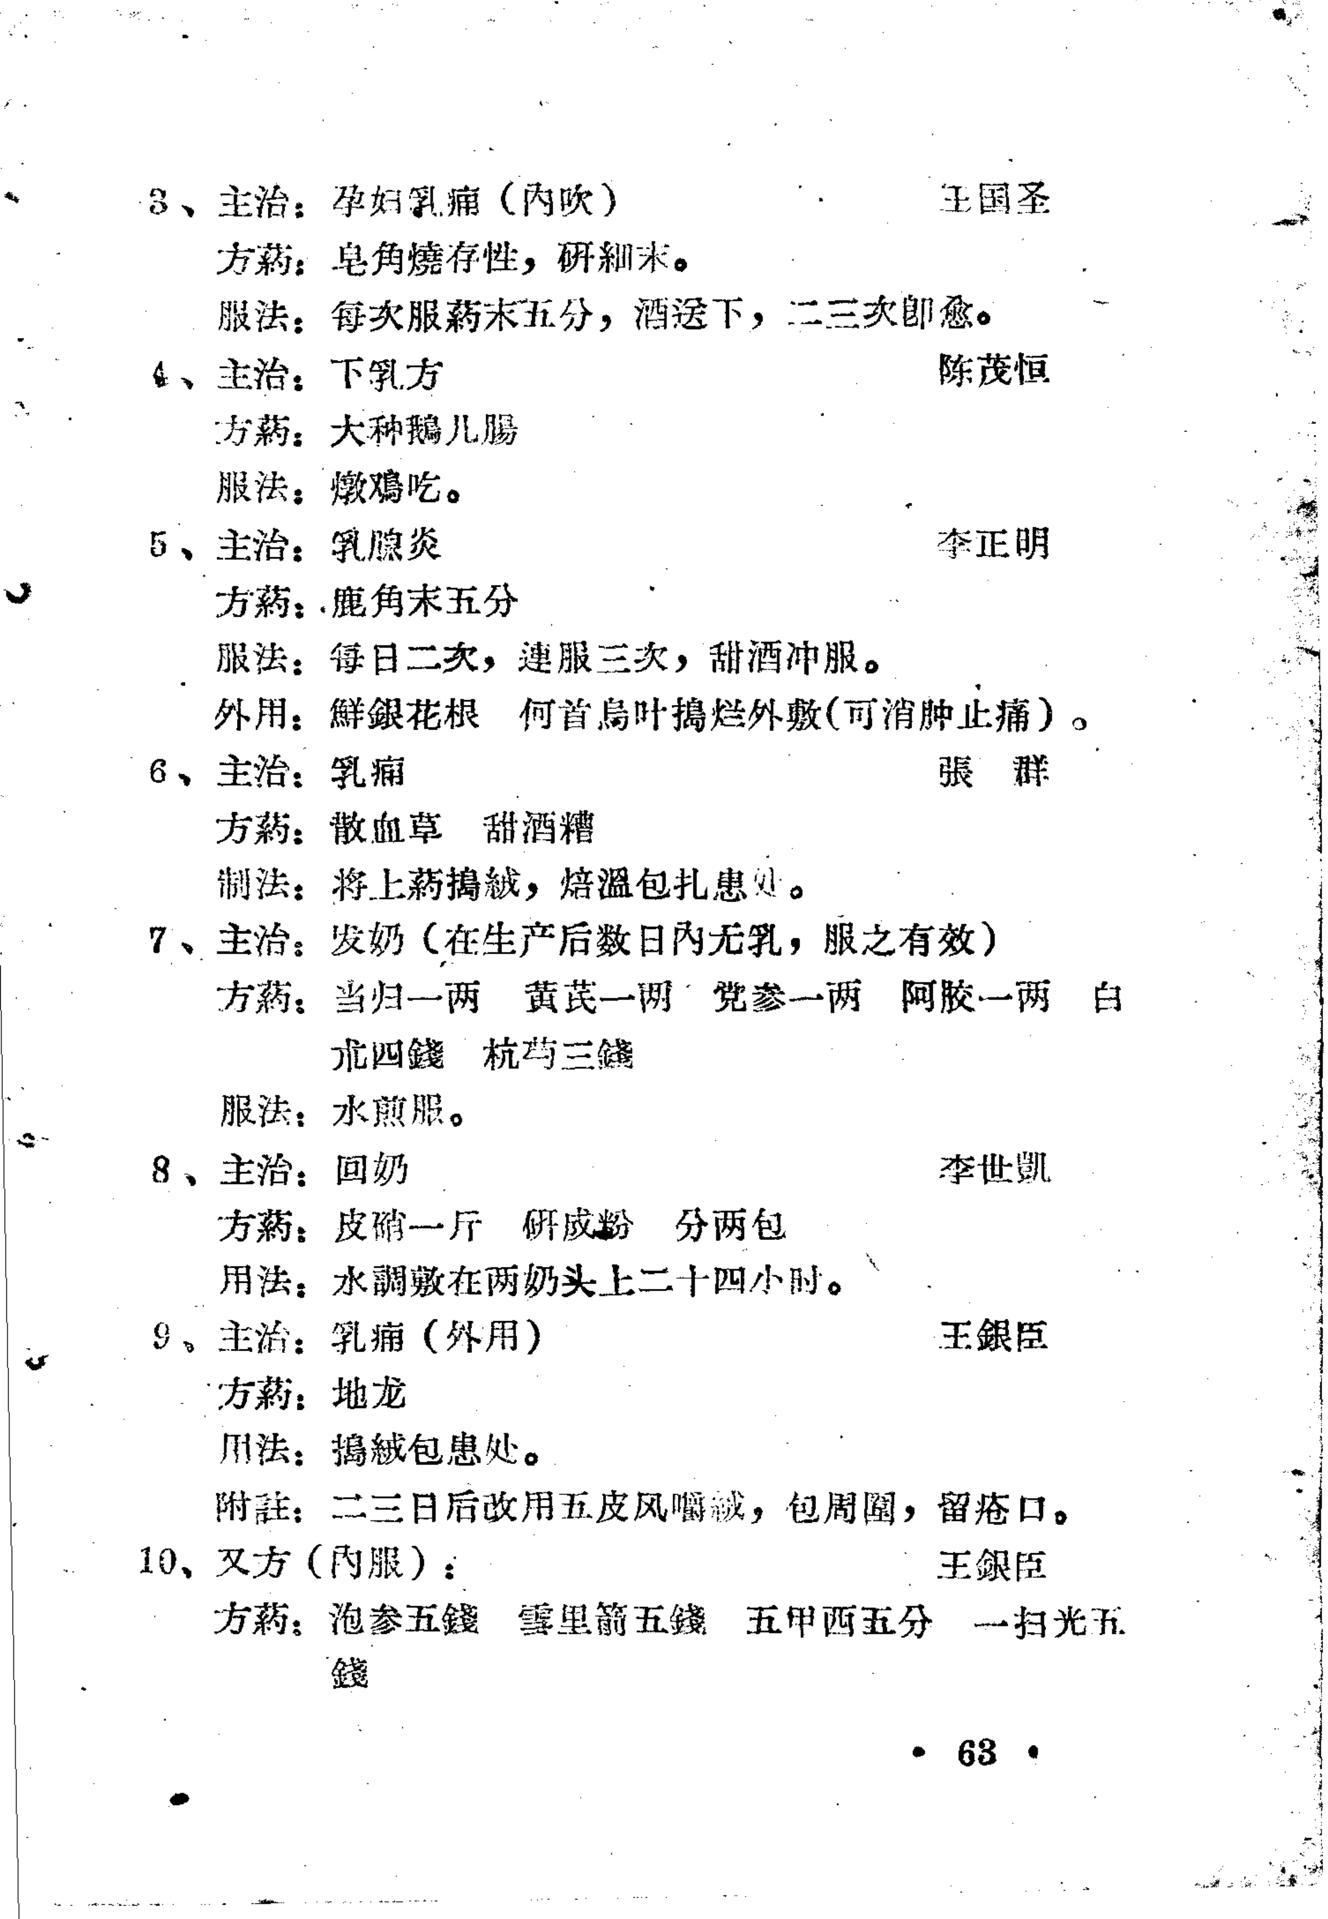 3、主治：孕妇乳痈（內吹） 王国圣
方葯：皂角燒存性，研細末。
服法：每次服葯末五分，酒送下，二三次卽愈。
4、主治：下乳方 陈茂恒
方葯：大种鵝儿腸
服法：燉鸡吃。
5、主治：乳腺炎 李正明
方葯：鹿角末五分
服法：每日二次，連服三次，甜酒冲服。
外用：鮮銀花根 何首烏叶搗烂外敷(可消肿止痛）。
6、主治：乳痈 張 群
方葯：散血草 甜酒糟
制法：将上葯搗絨，焙溫包扎患处。
7、主治：发奶（在生产后数日內无乳，服之有效）
方葯：当归一两 黄芪一两 党参一两 阿胶一两 白
朮四錢 杭芍三錢
服法：水煎服。
8、主治：回奶 李世凱
方葯：皮硝一斤 研成粉 分两包
用法：水調敷在两奶头上二十四小时。
9。主治：乳痈（外用） 王銀臣
方葯：地龙
用法：搗絨包患处。
附註：二三日后改用五皮风嚼絨，包周圍，留疮口。
10、又方（內服）： 王銀臣
方葯：泡参五錢 雪里箭五錢 五甲西五分 一扫光五
錢
• 63 •